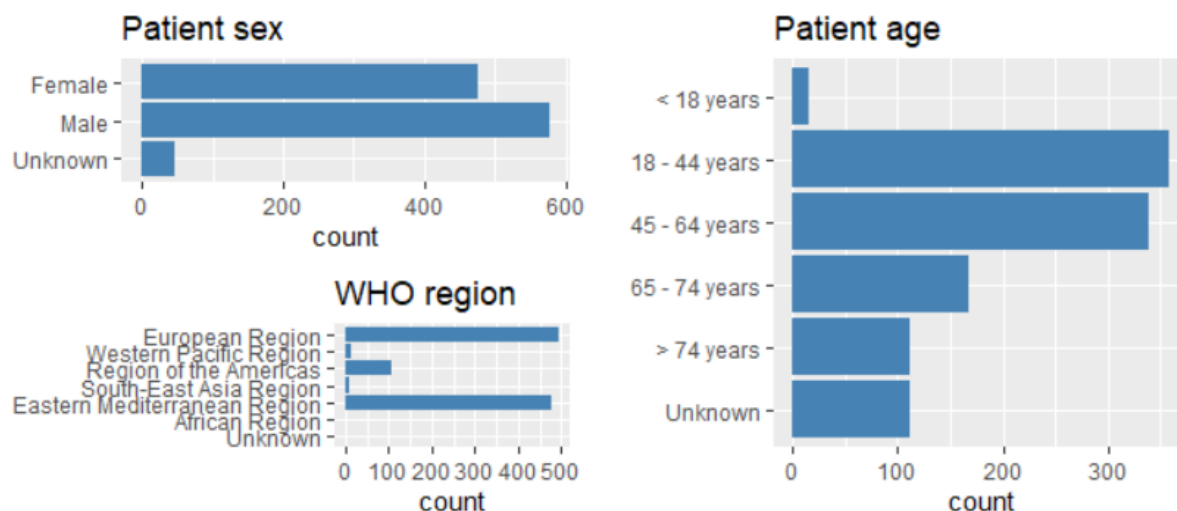 Patient sex
Female
Male
Unknown
0 200 400 600
count
WHO region
European Region
Western Pacific Region
Region of the Americas
South-East Asia Region
Eastern Mediterranean Region
African Region
Unknown
0 100 200 300 400 500
count
Patient age
< 18 years
18 - 44 years
45 - 64 years
65 - 74 years
> 74 years
Unknown
0 100 200 300
count